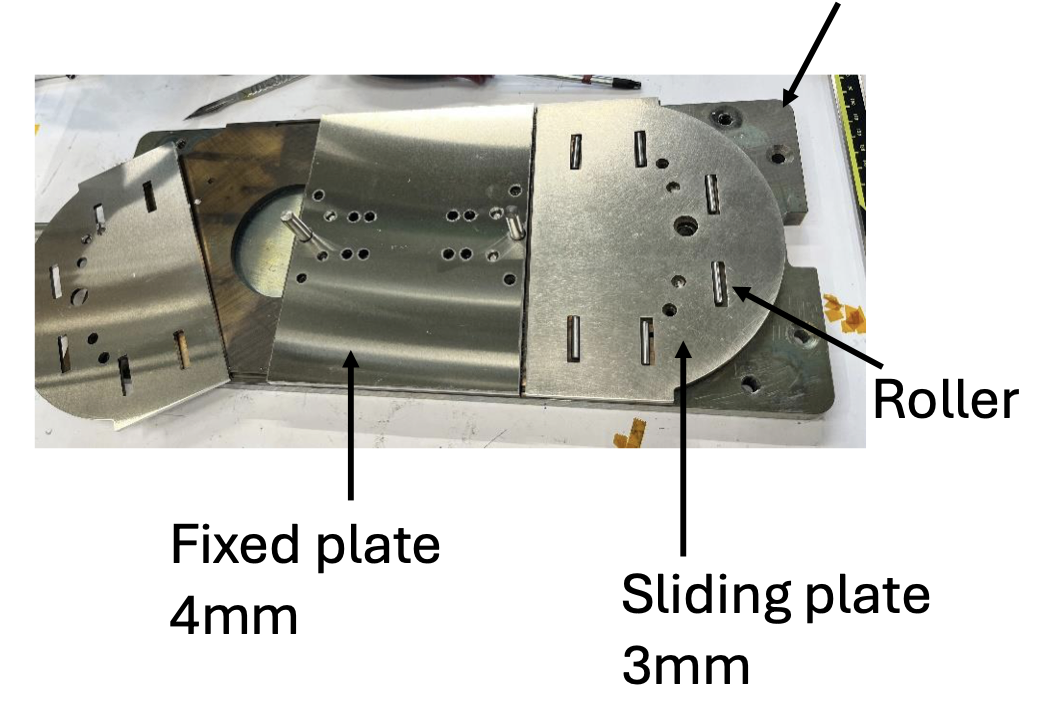 Roller
Fixed plate
4mm
Sliding plate
3mm